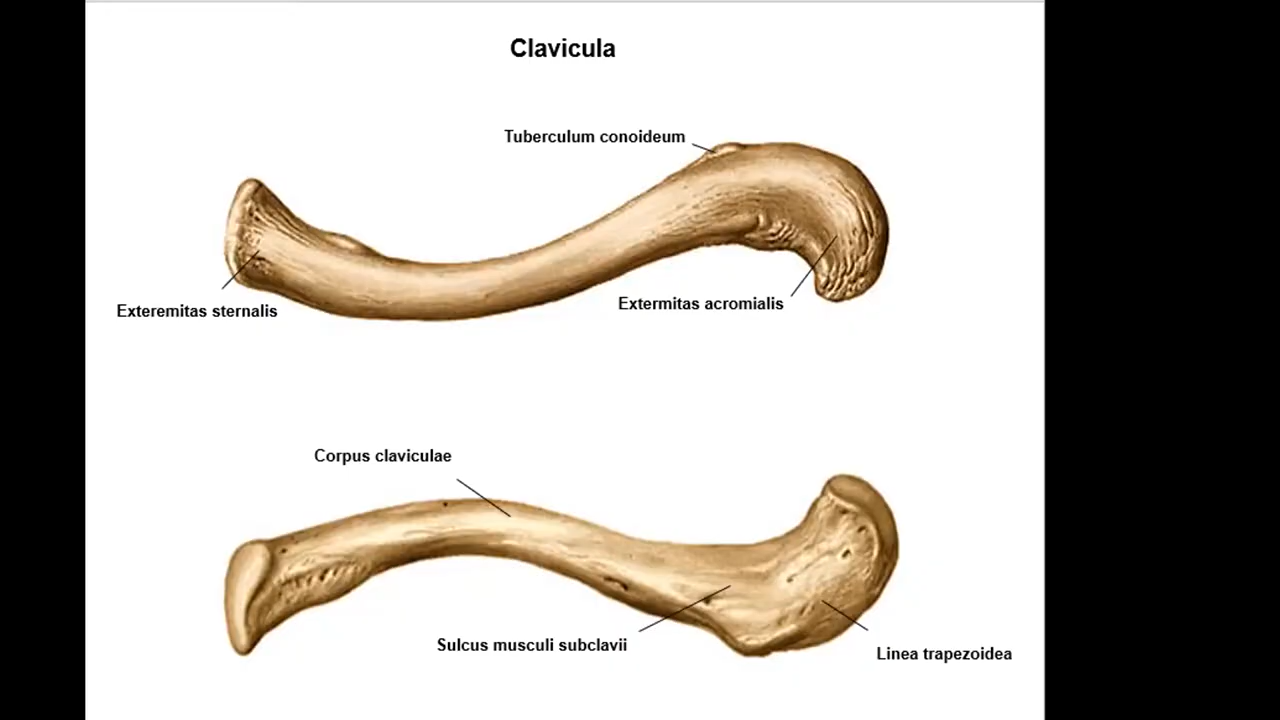 Clavicula
Tuberculum conoideum
Exteremitas sternalis
Extermitas acromialis
Corpus claviculae
Sulcus musculi subclavii
Linea trapezoidea